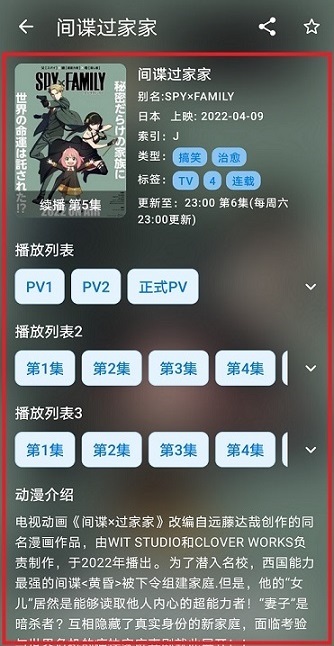 间谍过家家
SPY×FAMILY
秘密だらけの家族に
世界の命運は託された!?
续播 第5集
2022 ON AIR
间谍过家家
别名:SPY×FAMILY
日本 上映: 2022-04-09
索引: J
类型: 搞笑 治愈
标签: TV 4 连载
更新至: 23:00 第6集(每周六
23:00更新)
播放列表
PV1 PV2 正式PV
播放列表2
第1集 第2集 第3集 第4集
播放列表3
第1集 第2集 第3集 第4集
动漫介绍
电视动画《间谍×过家家》改编自远藤达哉创作的同
名漫画作品，由WIT STUDIO和CLOVER WORKS负
责制作，于2022年播出。为了潜入名校，西国能力
最强的间谍<黄昏>被下令组建家庭.但是，他的“女
儿”居然是能够读取他人内心的超能力者！“妻子”是
暗杀者？互相隐藏了真实身份的新家庭，面临考验